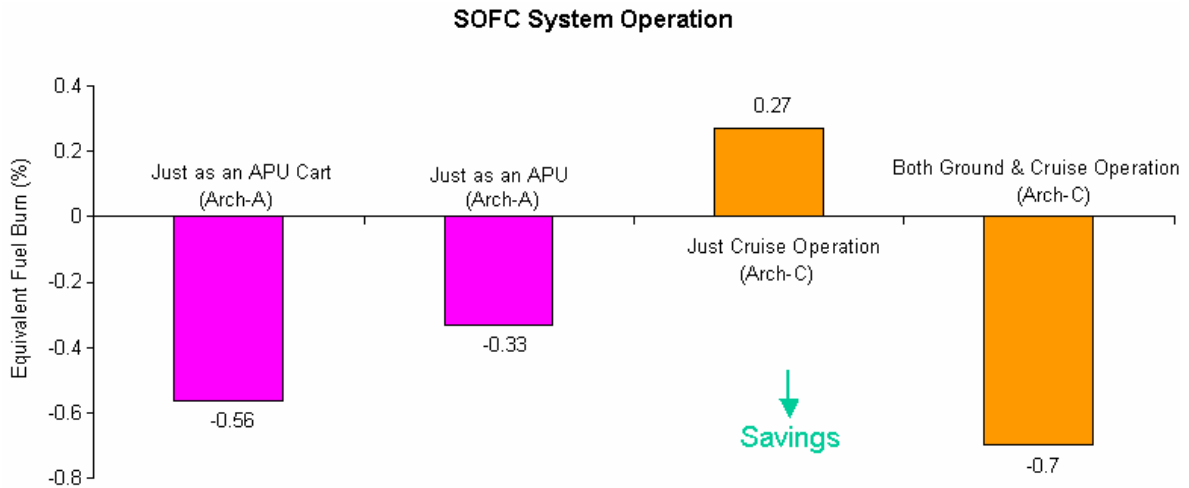 SOFC System Operation
Equivalent Fuel Burn (%)
0.4
0.2
0
-0.2
-0.4
-0.6
-0.8
Just as an APU Cart
(Arch-A)
-0.56
Just as an APU
(Arch-A)
-0.33
0.27
Just Cruise Operation
(Arch-C)
Savings
Both Ground & Cruise Operation
(Arch-C)
-0.7